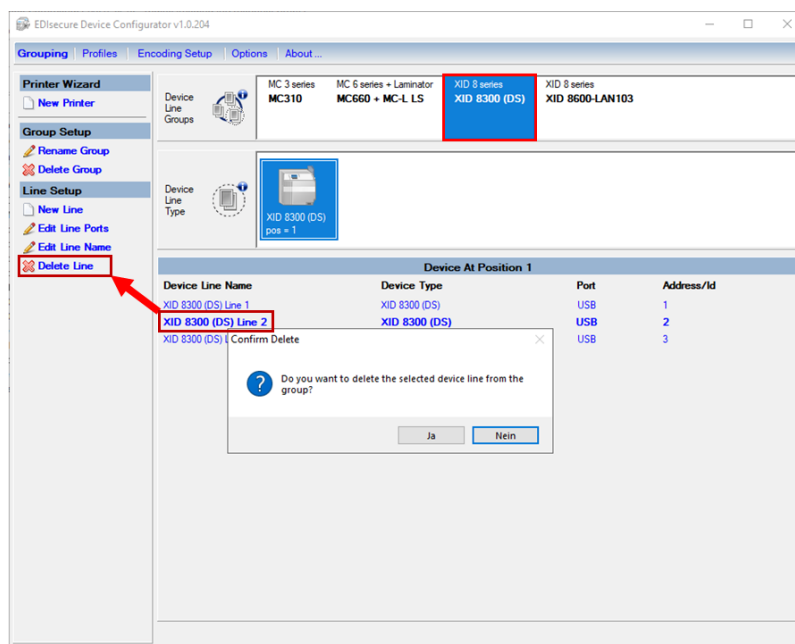 EDIsecure Device Configurator v1.0.204
Grouping Profiles Encoding Setup Options About ...
Printer Wizard
New Printer
Group Setup
Rename Group
Delete Group
Line Setup
New Line
Edit Line Ports
Edit Line Name
Delete Line
Device
Line
Groups
MC 3 series
MC310
MC 6 series + Laminator
MC660 + MC-L LS
XID 8 series
XID 8300 (DS)
XID 8 series
XID 8600-LAN103
Device
Line
Type
XID 8300 (DS)
pos = 1
Device At Position 1
Device Line Name Device Type Port Address/Id
XID 8300 (DS) Line 1 XID 8300 (DS) USB 1
XID 8300 (DS) Line 2 XID 8300 (DS) USB 2
XID 8300 (DS) L USB 3
Confirm Delete
Do you want to delete the selected device line from the
group?
Ja Nein